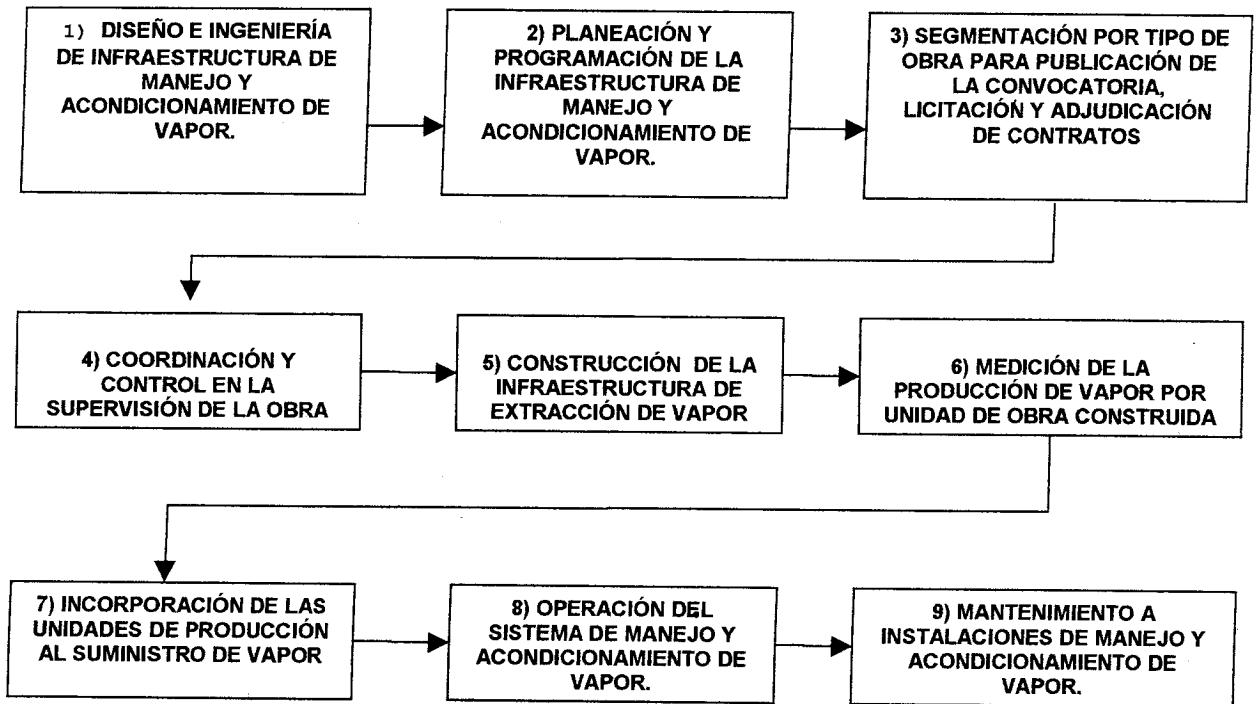 1) DISEÑO E INGENIERÍA
DE INFRAESTRUCTURA DE
MANEJO Y
ACONDICIONAMIENTO DE
VAPOR.
2) PLANEACIÓN Y
PROGRAMACIÓN DE LA
INFRAESTRUCTURA DE
MANEJO Y
ACONDICIONAMIENTO DE
VAPOR.
3) SEGMENTACIÓN POR TIPO DE
OBRA PARA PUBLICACIÓN DE
LA CONVOCATORIA,
LICITACIÓN Y ADJUDICACIÓN
DE CONTRATOS
4) COORDINACIÓN Y
CONTROL EN LA
SUPERVISIÓN DE LA OBRA
5) CONSTRUCCIÓN DE LA
INFRAESTRUCTURA DE
EXTRACCIÓN DE VAPOR
6) MEDICIÓN DE LA
PRODUCCIÓN DE VAPOR POR
UNIDAD DE OBRA CONSTRUIDA
7) INCORPORACIÓN DE LAS
UNIDADES DE PRODUCCIÓN
AL SUMINISTRO DE VAPOR
8) OPERACIÓN DEL
SISTEMA DE MANEJO Y
ACONDICIONAMIENTO DE
VAPOR.
9) MANTENIMIENTO A
INSTALACIONES DE MANEJO Y
ACONDICIONAMIENTO DE
VAPOR.